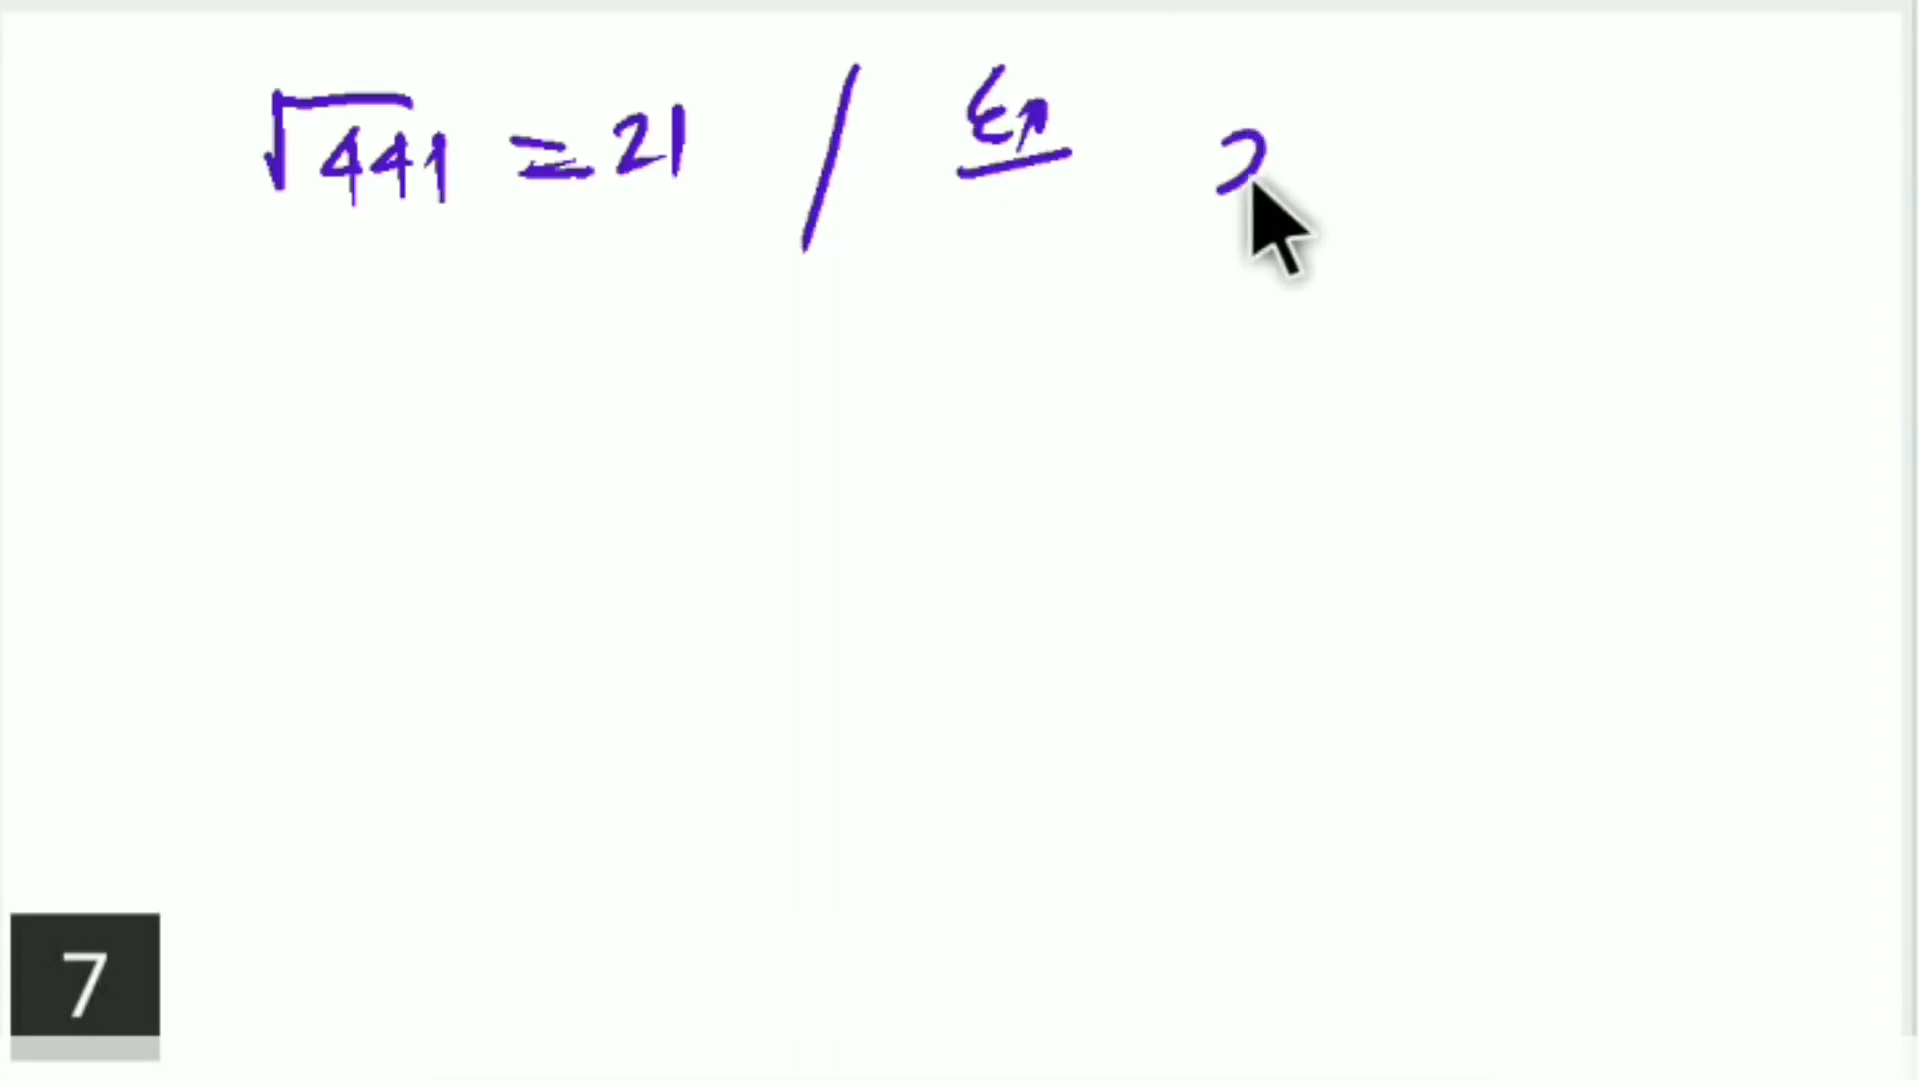 √441 = 21 /
7